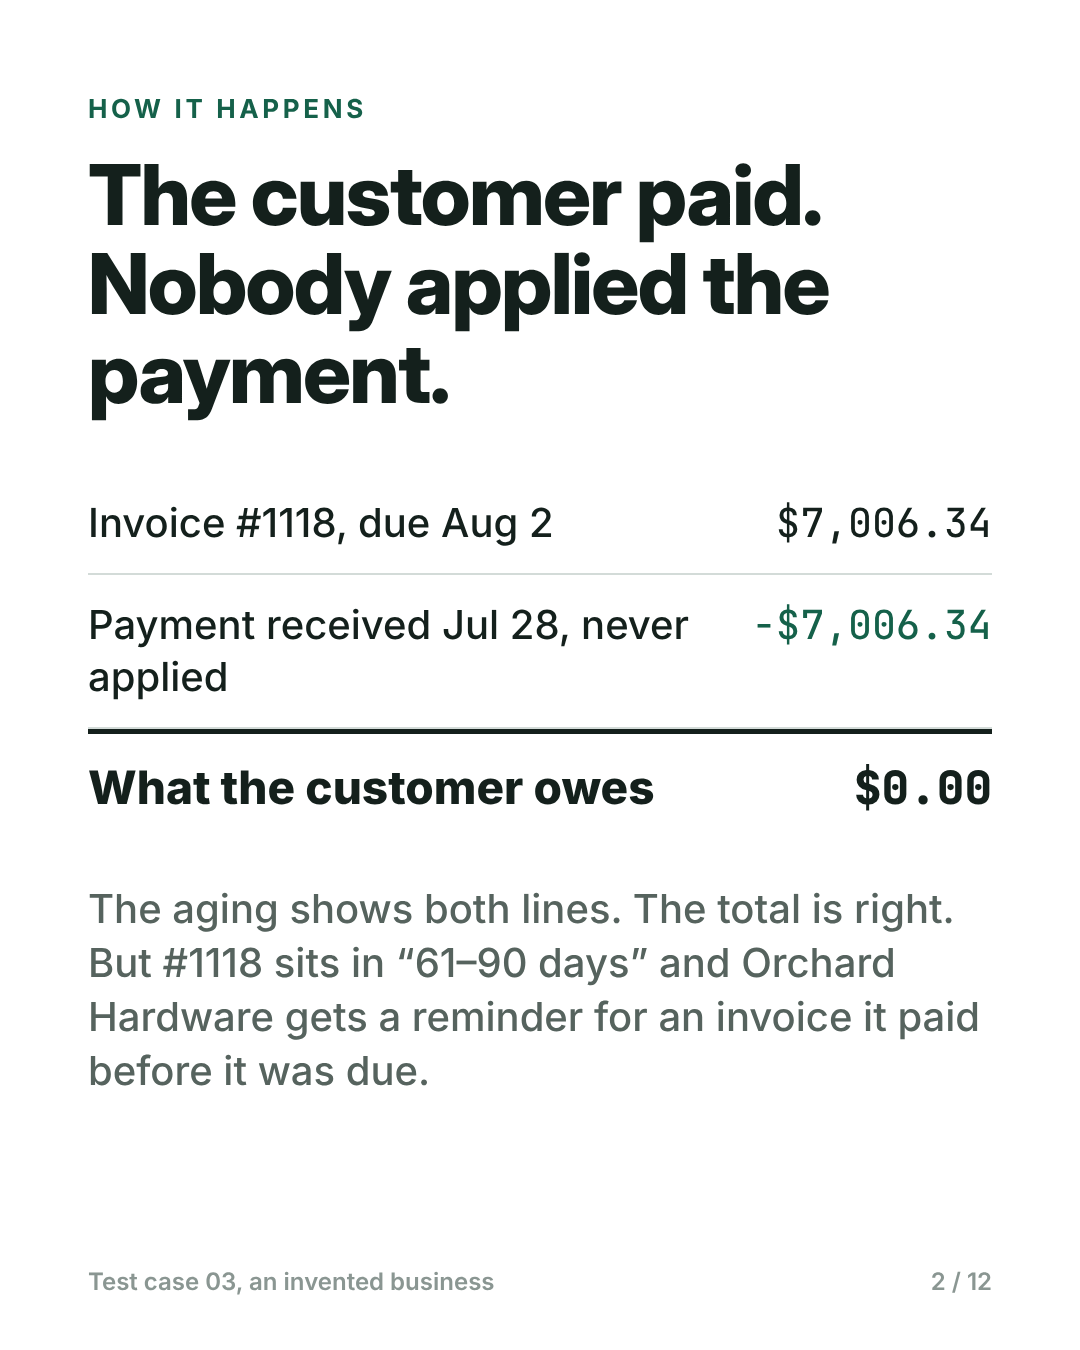 HOW IT HAPPENS
The customer paid.
Nobody applied the
payment.
Invoice #1118, due Aug 2 $7,006.34
Payment received Jul 28, never -$7,006.34
applied
What the customer owes $0.00
The aging shows both lines. The total is right.
But #1118 sits in “61–90 days” and Orchard
Hardware gets a reminder for an invoice it paid
before it was due.
Test case 03, an invented business 2 / 12